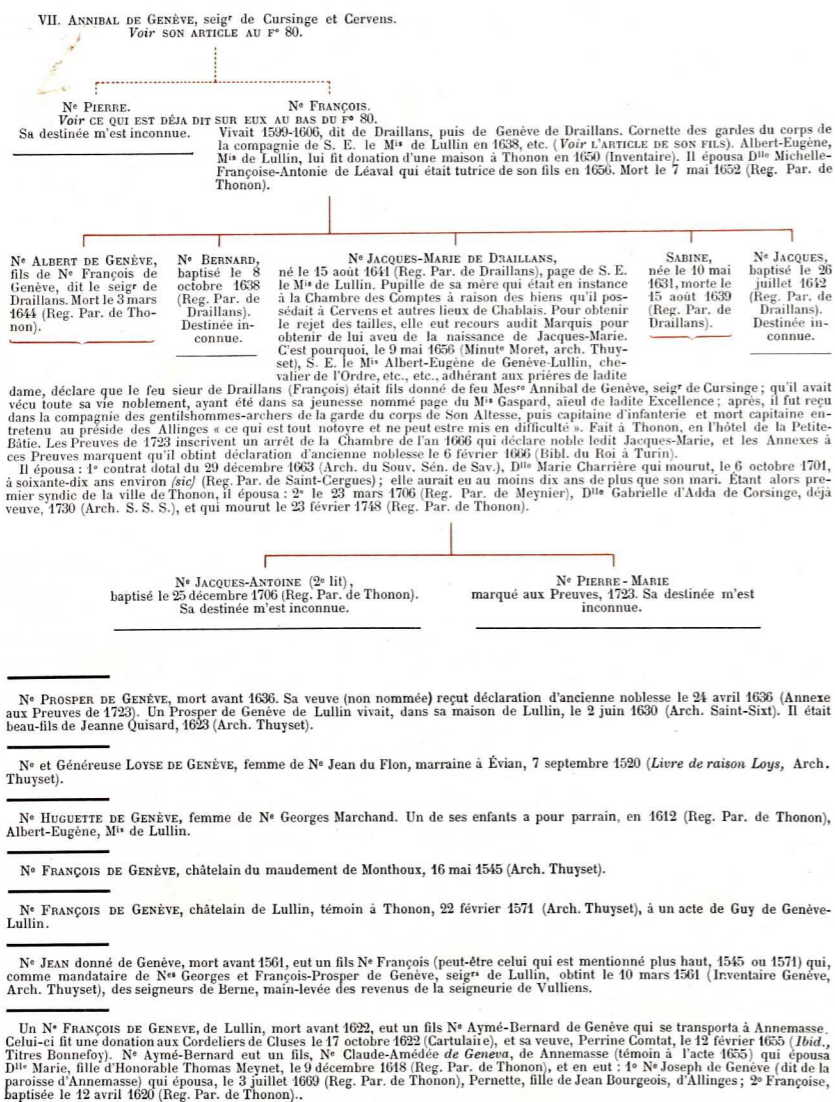 VII. ANNIBAL DE GENÈVE, seigr de Cursinge et Cervens.
Voir SON ARTICLE AU Fº 80.
Ne PIERRE. Ne FRANÇOIS.
Voir CE QUI EST DÉJA DIT SUR EUX AU BAS DU Fº 80.
Sa destinée m'est inconnue.
Vivait 1599-1606, dit de Draillans, puis de Genève de Draillans. Cornette des gardes du corps de
la compagnie de S. E. le Mis de Lullin en 1638, etc. (Voir L'ARTICLE DE SON FILS). Albert-Eugène,
Mis de Lullin, lui fit donation d'une maison à Thonon en 1650 (Inventaire). Il épousa Dlle Michelle-
Françoise-Antonie de Léaval qui était tutrice de son fils en 1656. Mort le 7 mai 1652 (Reg. Par. de
Thonon).
Ne ALBERT DE GENÈVE,
fils de Ne François de
Genève, dit le seigr de
Draillans. Mort le 3 mars
1644 (Reg. Par. de Tho-
non).
Ne BERNARD,
baptisé le 8
octobre 1638
(Reg. Par. de
Draillans).
Destinée in-
connue.
Ne JACQUES-MARIE DE DRAILLANS,
né le 15 août 1641 (Reg. Par. de Draillans), page de S. E.
le Mis de Lullin. Pupille de sa mère qui était en instance
à la Chambre des Comptes à raison des biens qu'il pos-
sédait à Cervens et autres lieux de Chablais. Pour obtenir
le rejet des tailles, elle eut recours audit Marquis pour
obtenir de lui aveu de la naissance de Jacques-Marie.
C'est pourquoi, le 9 mai 1656 (Minute Moret, arch. Thuy-
set), S. E. le Mis Albert-Eugène de Genève-Lullin, che-
valier de l'Ordre, etc., etc., adhérant aux prières de ladite
SABINE,
née le 10 mai
1631, morte le
15 août 1639
(Reg. Par. de
Draillans).
Ne JACQUES,
baptisé le 26
juillet 1642
(Reg. Par. de
Draillans).
Destinée in-
connue.
dame, déclare que le feu sieur de Draillans (François) était fils donné de feu Mesre Annibal de Genève, seigr de Cursinge ; qu'il avait
vécu toute sa vie noblement, ayant été dans sa jeunesse nommé page du Mis Gaspard, aïeul de ladite Excellence ; après, il fut reçu
dans la compagnie des gentilshommes-archers de la garde du corps de Son Altesse, puis capitaine d'infanterie et mort capitaine en-
tretenu au préside des Allinges « ce qui est tout notoyre et ne peut estre mis en difficulté ». Fait à Thonon, en l'hôtel de la Petite-
Bâtie. Les Preuves de 1723 inscrivent un arrêt de la Chambre de l'an 1666 qui déclare noble ledit Jacques-Marie, et les Annexes à
ces Preuves marquent qu'il obtint déclaration d'ancienne noblesse le 6 février 1666 (Bibl. du Roi à Turin).
Il épousa : 1º contrat dotal du 29 décembre 1663 (Arch. du Souv. Sén. de Sav.), Dlle Marie Charrière qui mourut, le 6 octobre 1701,
à soixante-dix ans environ (sic) (Reg. Par. de Saint-Cergues) ; elle aurait eu au moins dix ans de plus que son mari. Étant alors pre-
mier syndic de la ville de Thonon, il épousa : 2º le 23 mars 1706 (Reg. Par. de Meynier), Dlle Gabrielle d'Adda de Corsinge, déjà
veuve, 1730 (Arch. S. S. S.), et qui mourut le 23 février 1748 (Reg. Par. de Thonon).
Ne JACQUES-ANTOINE (2º lit),
baptisé le 25 décembre 1706 (Reg. Par. de Thonon).
Sa destinée m'est inconnue.
Ne PIERRE-MARIE
marqué aux Preuves, 1723. Sa destinée m'est
inconnue.
Ne PROSPER DE GENÈVE, mort avant 1636. Sa veuve (non nommée) reçut déclaration d'ancienne noblesse le 24 avril 1636 (Annexe
aux Preuves de 1723). Un Prosper de Genève de Lullin vivait, dans sa maison de Lullin, le 2 juin 1630 (Arch. Saint-Sixt). Il était
beau-fils de Jeanne Quisard, 1623 (Arch. Thuyset).
Ne et Généreuse LOYSE DE GENÈVE, femme de Ne Jean du Flon, marraine à Évian, 7 septembre 1520 (Livre de raison Loys, Arch.
Thuyset).
Ne HUGUETTE DE GENÈVE, femme de Ne Georges Marchand. Un de ses enfants a pour parrain, en 1612 (Reg. Par. de Thonon),
Albert-Eugène, Mis de Lullin.
Ne FRANÇOIS DE GENÈVE, châtelain du mandement de Monthoux, 16 mai 1545 (Arch. Thuyset).
Ne FRANÇOIS DE GENÈVE, châtelain de Lullin, témoin à Thonon, 22 février 1571 (Arch. Thuyset), à un acte de Guy de Genève-
Lullin.
Ne JEAN donné de Genève, mort avant 1561, eut un fils Ne François (peut-être celui qui est mentionné plus haut, 1545 ou 1571) qui,
comme mandataire de Nes Georges et François-Prosper de Genève, seigrs de Lullin, obtint le 10 mars 1561 (Inventaire Genève,
Arch. Thuyset), des seigneurs de Berne, main-levée des revenus de la seigneurie de Vulliens.
Un Ne FRANÇOIS DE GENEVE, de Lullin, mort avant 1622, eut un fils Ne Aymé-Bernard de Genève qui se transporta à Annemasse.
Celui-ci fit une donation aux Cordeliers de Cluses le 17 octobre 1622 (Cartulaire), et sa veuve, Perrine Comtat, le 12 février 1655 (Ibid.,
Titres Bonnefoy). Ne Aymé-Bernard eut un fils, Ne Claude-Amédée de Geneva, de Annemasse (témoin à l'acte 1655) qui épousa
Dlle Marie, fille d'Honorable Thomas Meynet, le 9 décembre 1618 (Reg. Par. de Thonon), et en eut : 1º Ne Joseph de Genève (dit de la
paroisse d'Annemasse) qui épousa, le 3 juillet 1669 (Reg. Par. de Thonon), Pernette, fille de Jean Bourgeois, d'Allinges ; 2º Françoise,
baptisée le 12 avril 1620 (Reg. Par. de Thonon)..